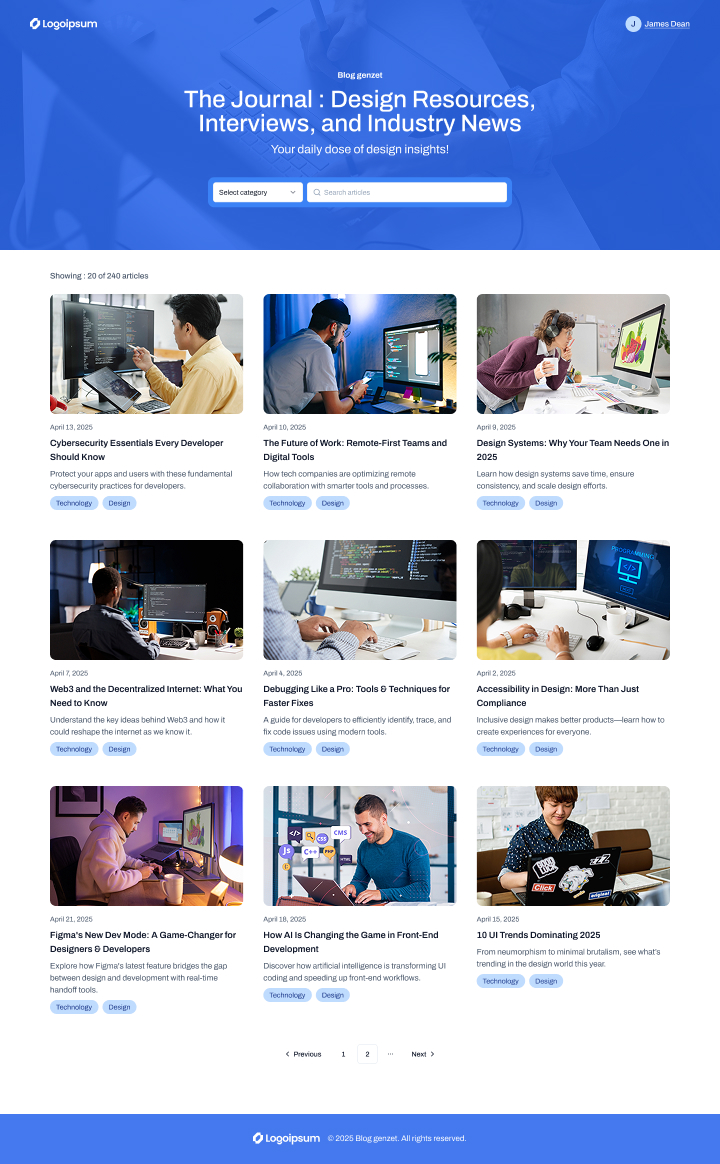 Logoipsum
J James Dean
Blog genzet
The Journal : Design Resources,
Interviews, and Industry News
Your daily dose of design insights!
Select category
Search articles
Showing : 20 of 240 articles
April 13, 2025
Cybersecurity Essentials Every Developer
Should Know
Protect your apps and users with these fundamental
cybersecurity practices for developers.
Technology Design
April 10, 2025
The Future of Work: Remote-First Teams and
Digital Tools
How tech companies are optimizing remote
collaboration with smarter tools and processes.
Technology Design
April 9, 2025
Design Systems: Why Your Team Needs One in
2025
Learn how design systems save time, ensure
consistency, and scale design efforts.
Technology Design
April 7, 2025
Web3 and the Decentralized Internet: What You
Need to Know
Understand the key ideas behind Web3 and how it
could reshape the internet as we know it.
Technology Design
April 4, 2025
Debugging Like a Pro: Tools & Techniques for
Faster Fixes
A guide for developers to efficiently identify, trace, and
fix code issues using modern tools.
Technology Design
PROGRAMMING
</>
April 2, 2025
Accessibility in Design: More Than Just
Compliance
Inclusive design makes better products—learn how to
create experiences for everyone.
Technology Design
April 21, 2025
Figma's New Dev Mode: A Game-Changer for
Designers & Developers
Explore how Figma's latest feature bridges the gap
between design and development with real-time
handoff tools.
Technology Design
</>
CSS
CMS
Js
C++
PHP
HTML
April 18, 2025
How AI Is Changing the Game in Front-End
Development
Discover how artificial intelligence is transforming UI
coding and speeding up front-end workflows.
Technology Design
GOOD LUCK
ZZZ
Click
April 15, 2025
10 UI Trends Dominating 2025
From neumorphism to minimal brutalism, see what's
trending in the design world this year.
Technology Design
Previous 1 2 ... Next
Logoipsum © 2025 Blog genzet. All rights reserved.